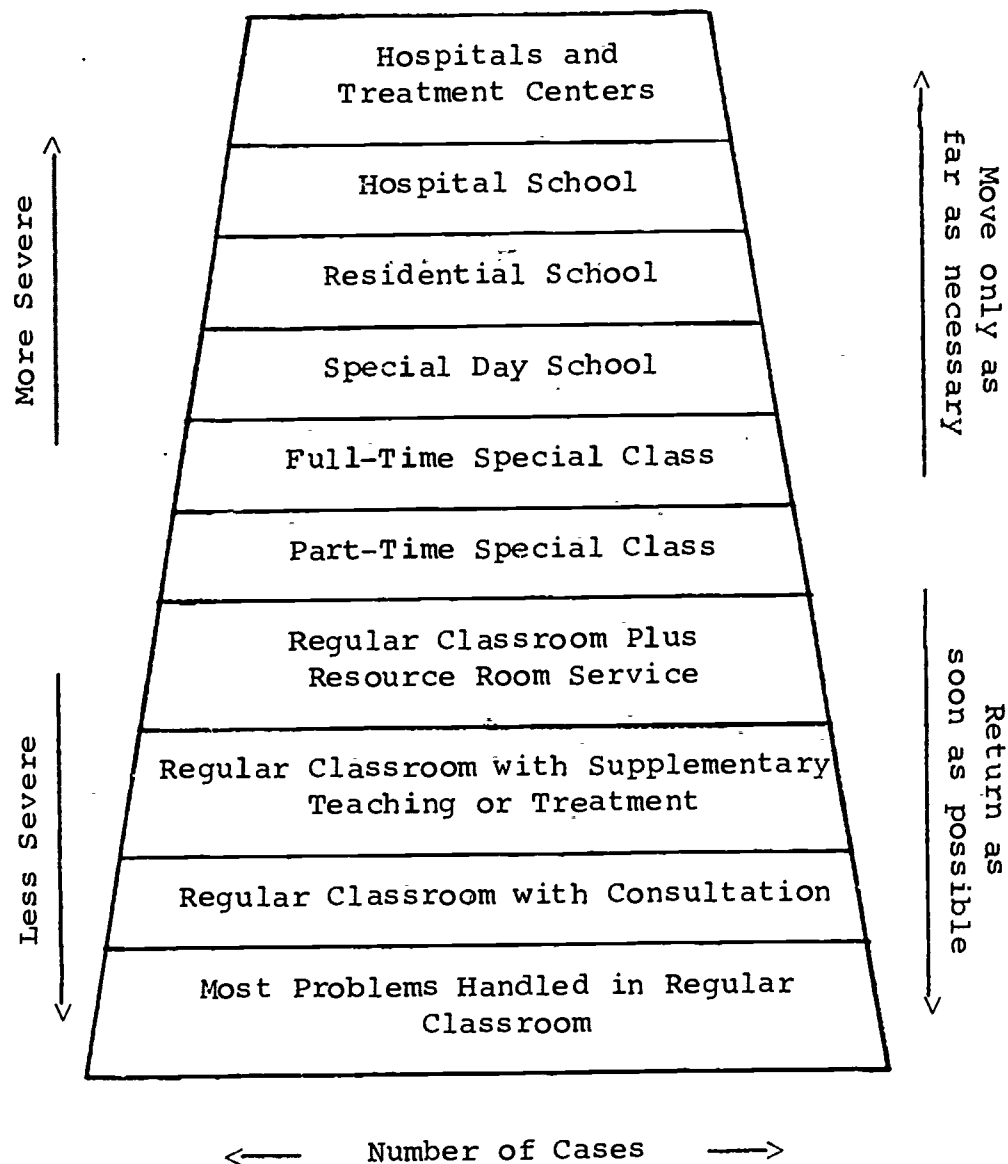 Hospitals and
Treatment Centers
Hospital School
Residential School
Special Day School
Full-Time Special Class
Part-Time Special Class
Regular Classroom Plus
Resource Room Service
Regular Classroom with Supplementary
Teaching or Treatment
Regular Classroom with Consultation
Most Problems Handled in Regular
Classroom
More Severe
Less Severe
Move only as
far as necessary
Return as
soon as possible
Number of Cases